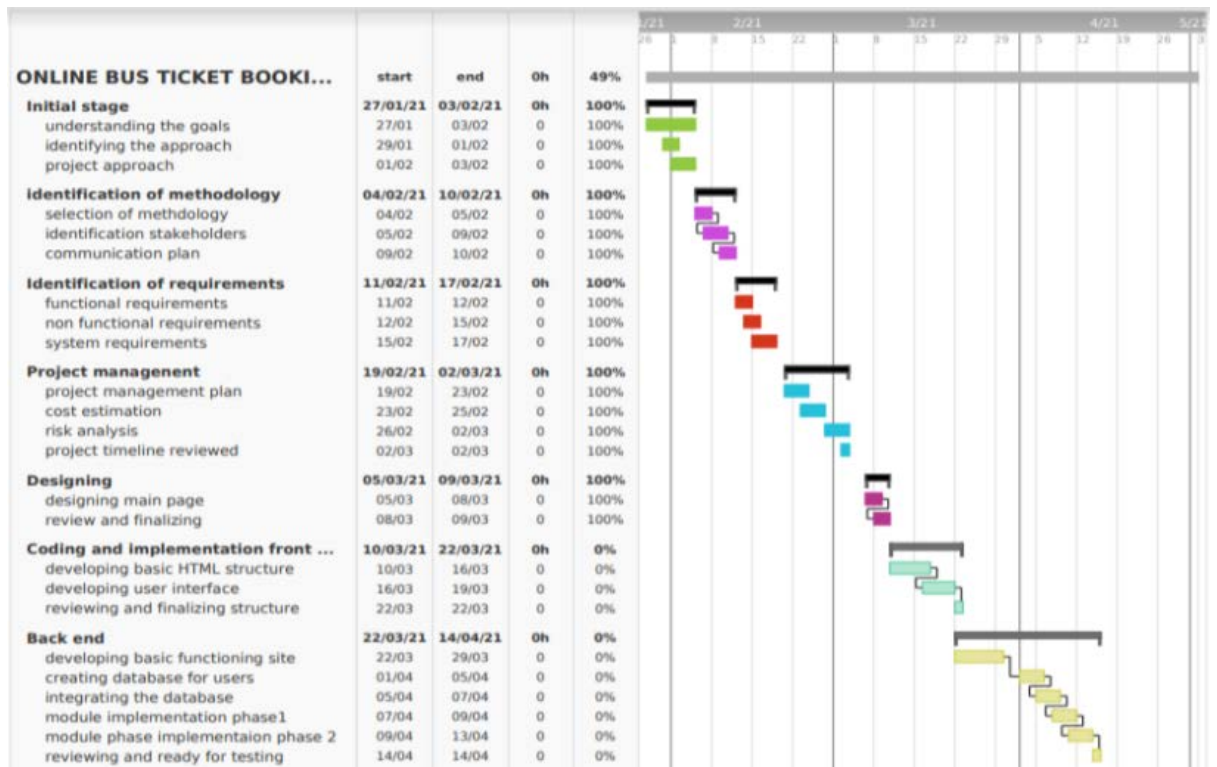 /21 2/21 3/21 4/21 5/21
26 1 8 15 22 1 8 15 22 29 5 12 19 26 3
ONLINE BUS TICKET BOOKI... start end 0h 49%
Initial stage 27/01/21 03/02/21 0h 100%
understanding the goals 27/01 03/02 0 100%
identifying the approach 29/01 01/02 0 100%
project approach 01/02 03/02 0 100%
identification of methodology 04/02/21 10/02/21 0h 100%
selection of methdology 04/02 05/02 0 100%
identification stakeholders 05/02 09/02 0 100%
communication plan 09/02 10/02 0 100%
Identification of requirements 11/02/21 17/02/21 0h 100%
functional requirements 11/02 12/02 0 100%
non functional requirements 12/02 15/02 0 100%
system requirements 15/02 17/02 0 100%
Project managenent 19/02/21 02/03/21 0h 100%
project management plan 19/02 23/02 0 100%
cost estimation 23/02 25/02 0 100%
risk analysis 26/02 02/03 0 100%
project timeline reviewed 02/03 02/03 0 100%
Designing 05/03/21 09/03/21 0h 100%
designing main page 05/03 08/03 0 100%
review and finalizing 08/03 09/03 0 100%
Coding and implementation front ... 10/03/21 22/03/21 0h 0%
developing basic HTML structure 10/03 16/03 0 0%
developing user interface 16/03 19/03 0 0%
reviewing and finalizing structure 22/03 22/03 0 0%
Back end 22/03/21 14/04/21 0h 0%
developing basic functioning site 22/03 29/03 0 0%
creating database for users 01/04 05/04 0 0%
integrating the database 05/04 07/04 0 0%
module implementation phase1 07/04 09/04 0 0%
module phase implementaion phase 2 09/04 13/04 0 0%
reviewing and ready for testing 14/04 14/04 0 0%